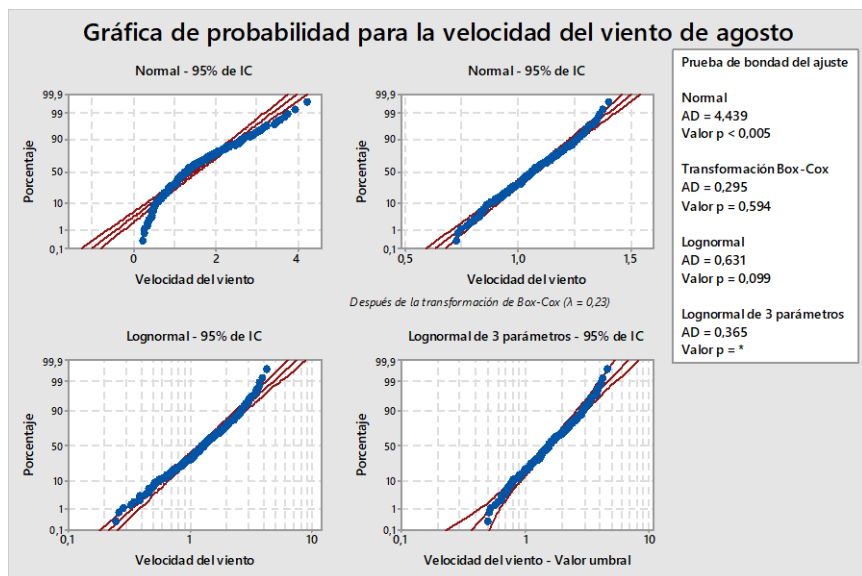 Gráfica de probabilidad para la velocidad del viento de agosto
Normal - 95% de IC
99,9
99
90
50
10
1
0,1
Porcentaje
0
2
4
Velocidad del viento
Normal - 95% de IC
99,9
99
90
50
10
1
0,1
Porcentaje
0,5
1,0
1,5
Velocidad del viento
Después de la transformación de Box-Cox (λ = 0,23)
Lognormal - 95% de IC
99,9
99
90
50
10
1
0,1
Porcentaje
0,1
1
10
Velocidad del viento
Lognormal de 3 parámetros - 95% de IC
99,9
99
90
50
10
1
0,1
Porcentaje
0,1
1
10
Velocidad del viento - Valor umbral
Prueba de bondad del ajuste
Normal
AD = 4,439
Valor p < 0,005
Transformación Box-Cox
AD = 0,295
Valor p = 0,594
Lognormal
AD = 0,631
Valor p = 0,099
Lognormal de 3 parámetros
AD = 0,365
Valor p = *